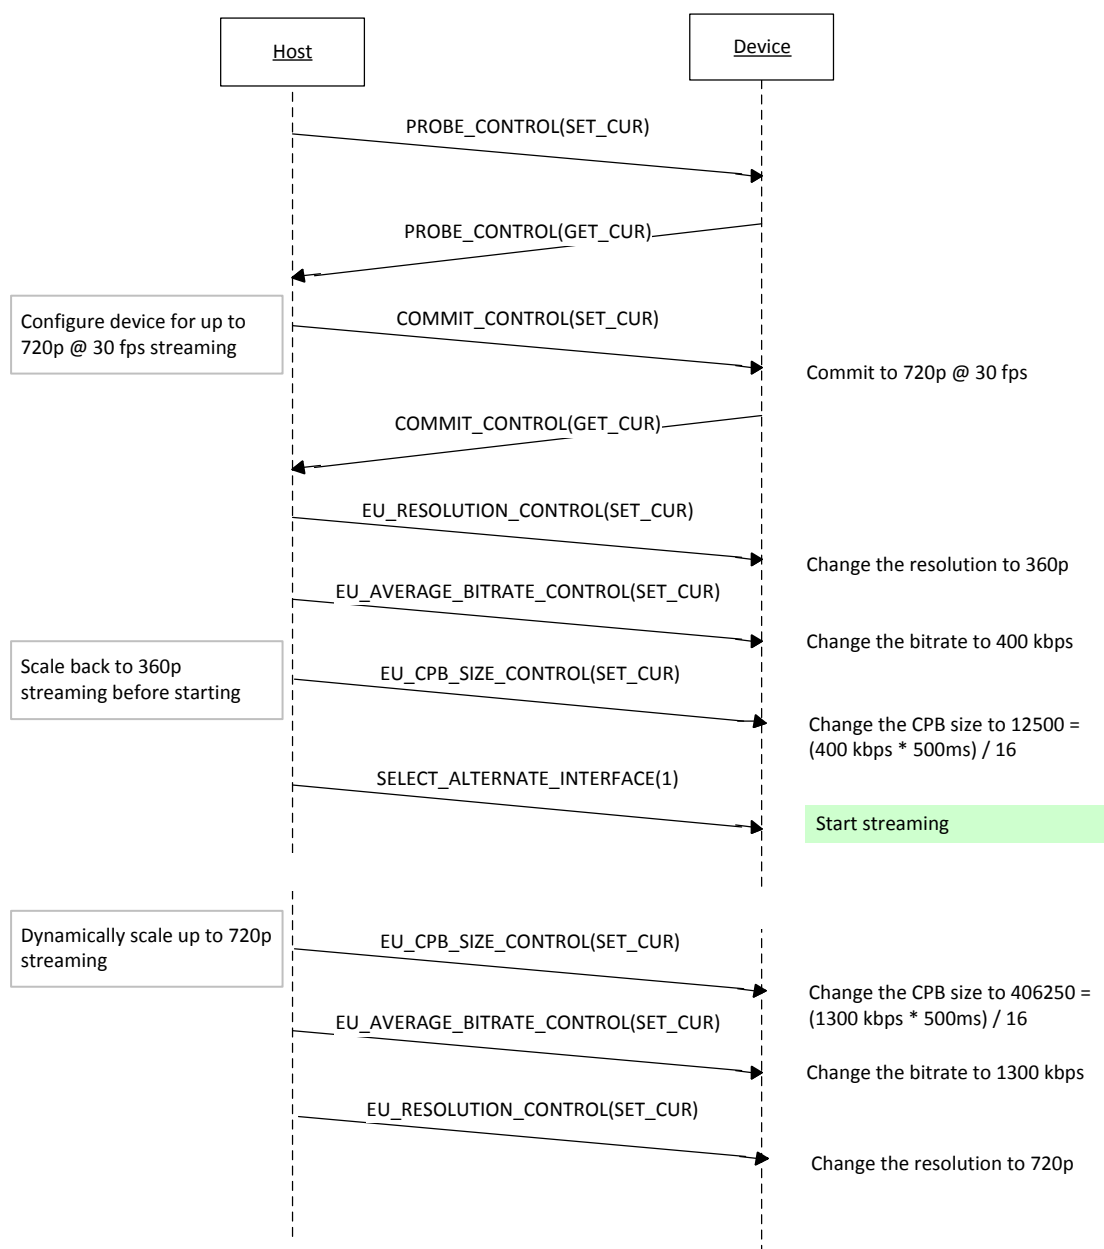 Host
Device
PROBE_CONTROL(SET_CUR)
PROBE_CONTROL(GET_CUR)
Configure device for up to
720p @ 30 fps streaming
COMMIT_CONTROL(SET_CUR)
Commit to 720p @ 30 fps
COMMIT_CONTROL(GET_CUR)
EU_RESOLUTION_CONTROL(SET_CUR)
Change the resolution to 360p
EU_AVERAGE_BITRATE_CONTROL(SET_CUR)
Change the bitrate to 400 kbps
Scale back to 360p
streaming before starting
EU_CPB_SIZE_CONTROL(SET_CUR)
Change the CPB size to 12500 =
(400 kbps * 500ms) / 16
SELECT_ALTERNATE_INTERFACE(1)
Start streaming
Dynamically scale up to 720p
streaming
EU_CPB_SIZE_CONTROL(SET_CUR)
Change the CPB size to 406250 =
(1300 kbps * 500ms) / 16
EU_AVERAGE_BITRATE_CONTROL(SET_CUR)
Change the bitrate to 1300 kbps
EU_RESOLUTION_CONTROL(SET_CUR)
Change the resolution to 720p